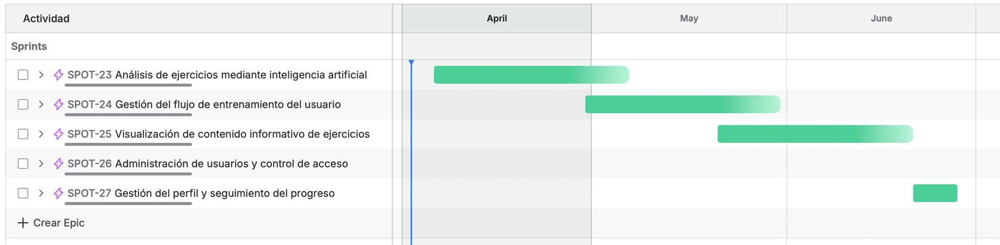 Actividad April May June
Sprints
SPOT-23 Análisis de ejercicios mediante inteligencia artificial
SPOT-24 Gestión del flujo de entrenamiento del usuario
SPOT-25 Visualización de contenido informativo de ejercicios
SPOT-26 Administración de usuarios y control de acceso
SPOT-27 Gestión del perfil y seguimiento del progreso
+ Crear Epic